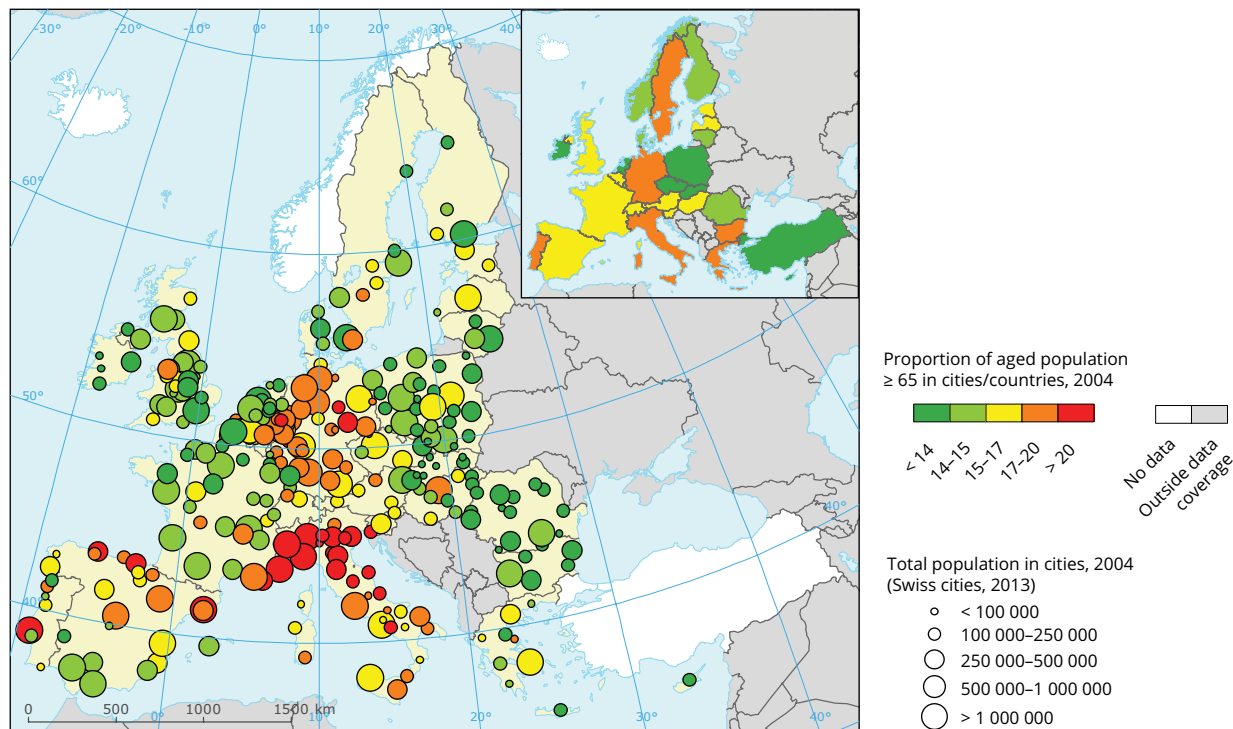 -30° -20° -10° 0° 10° 20° 30° 40°
60°
50°
40°
40°
0 500 1000 1500 km
0° 10° 20° 30°
Proportion of aged population
≥ 65 in cities/countries, 2004
< 14
14–15
15–17
17–20
> 20
No data
Outside data
coverage
Total population in cities, 2004
(Swiss cities, 2013)
< 100 000
100 000–250 000
250 000–500 000
500 000–1 000 000
> 1 000 000